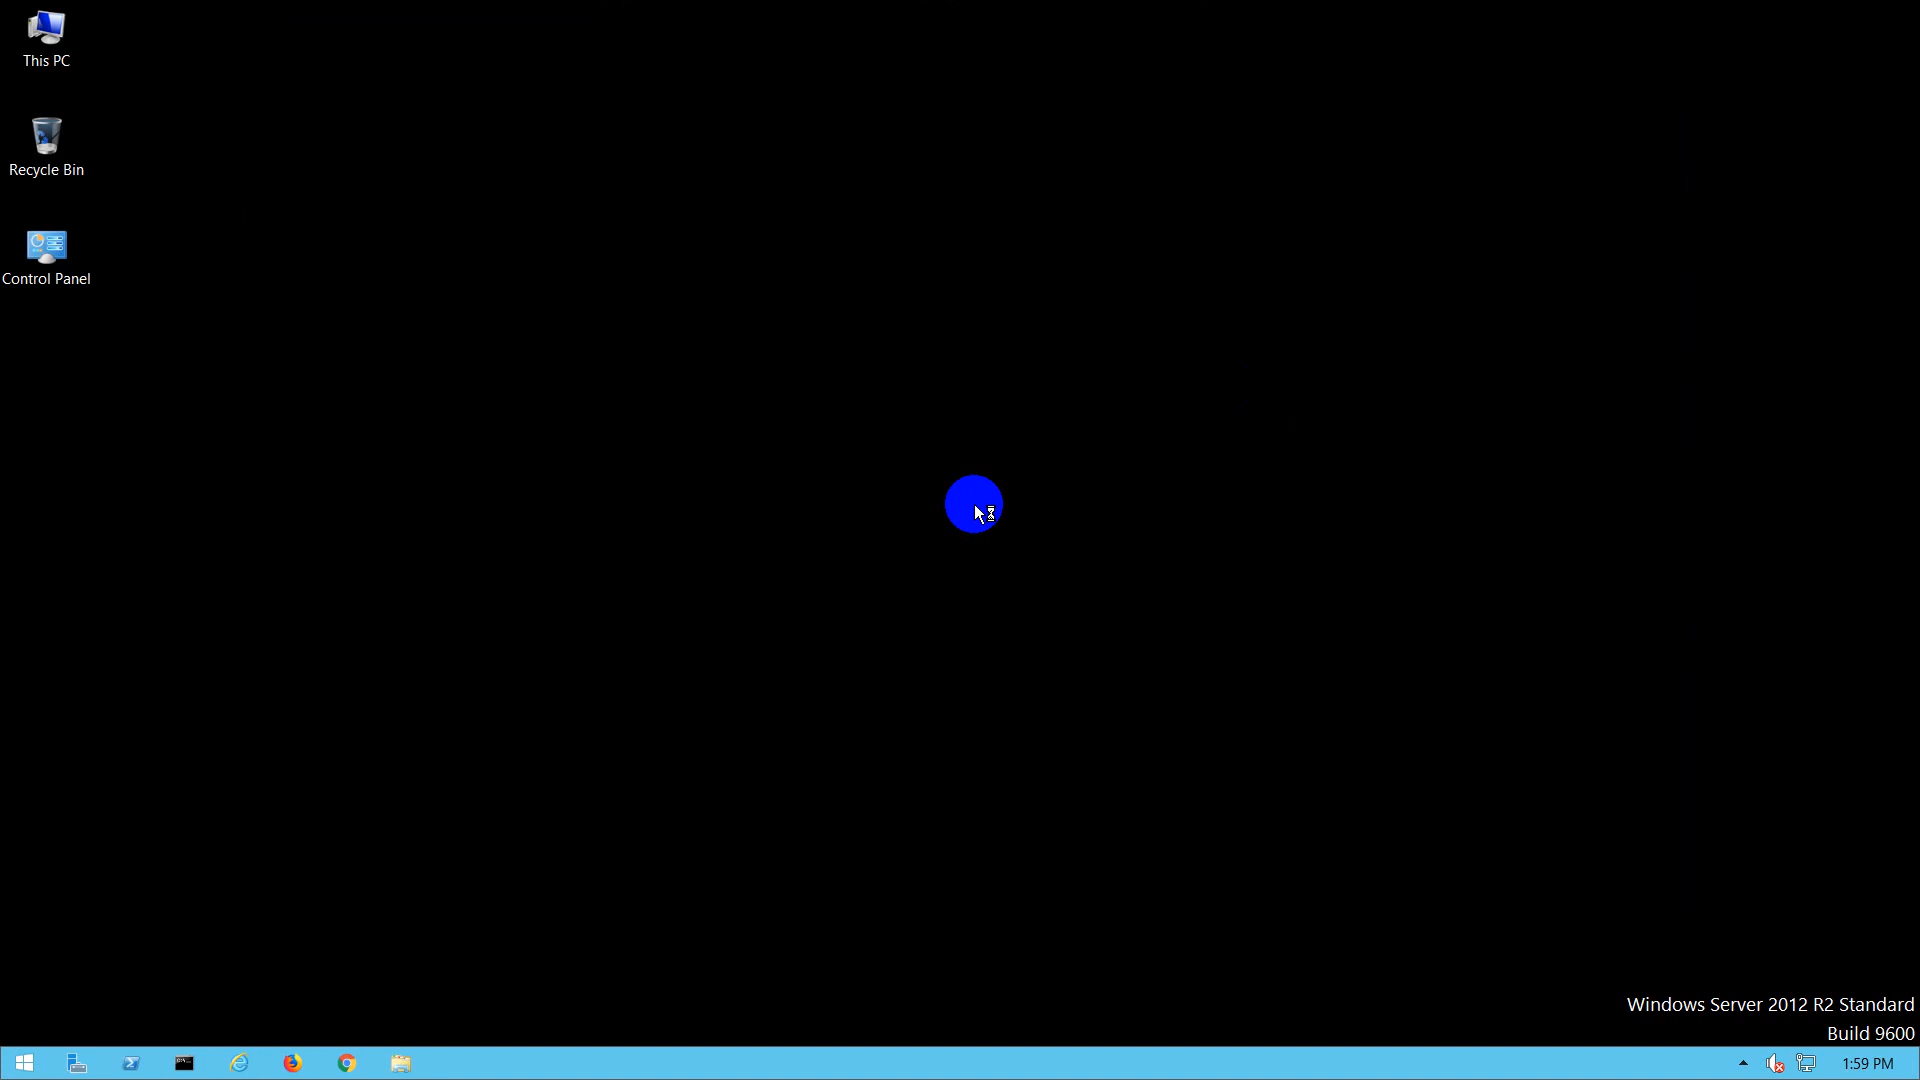 This PC
Recycle Bin
Control Panel
Windows Server 2012 R2 Standard
Build 9600
1:59 PM